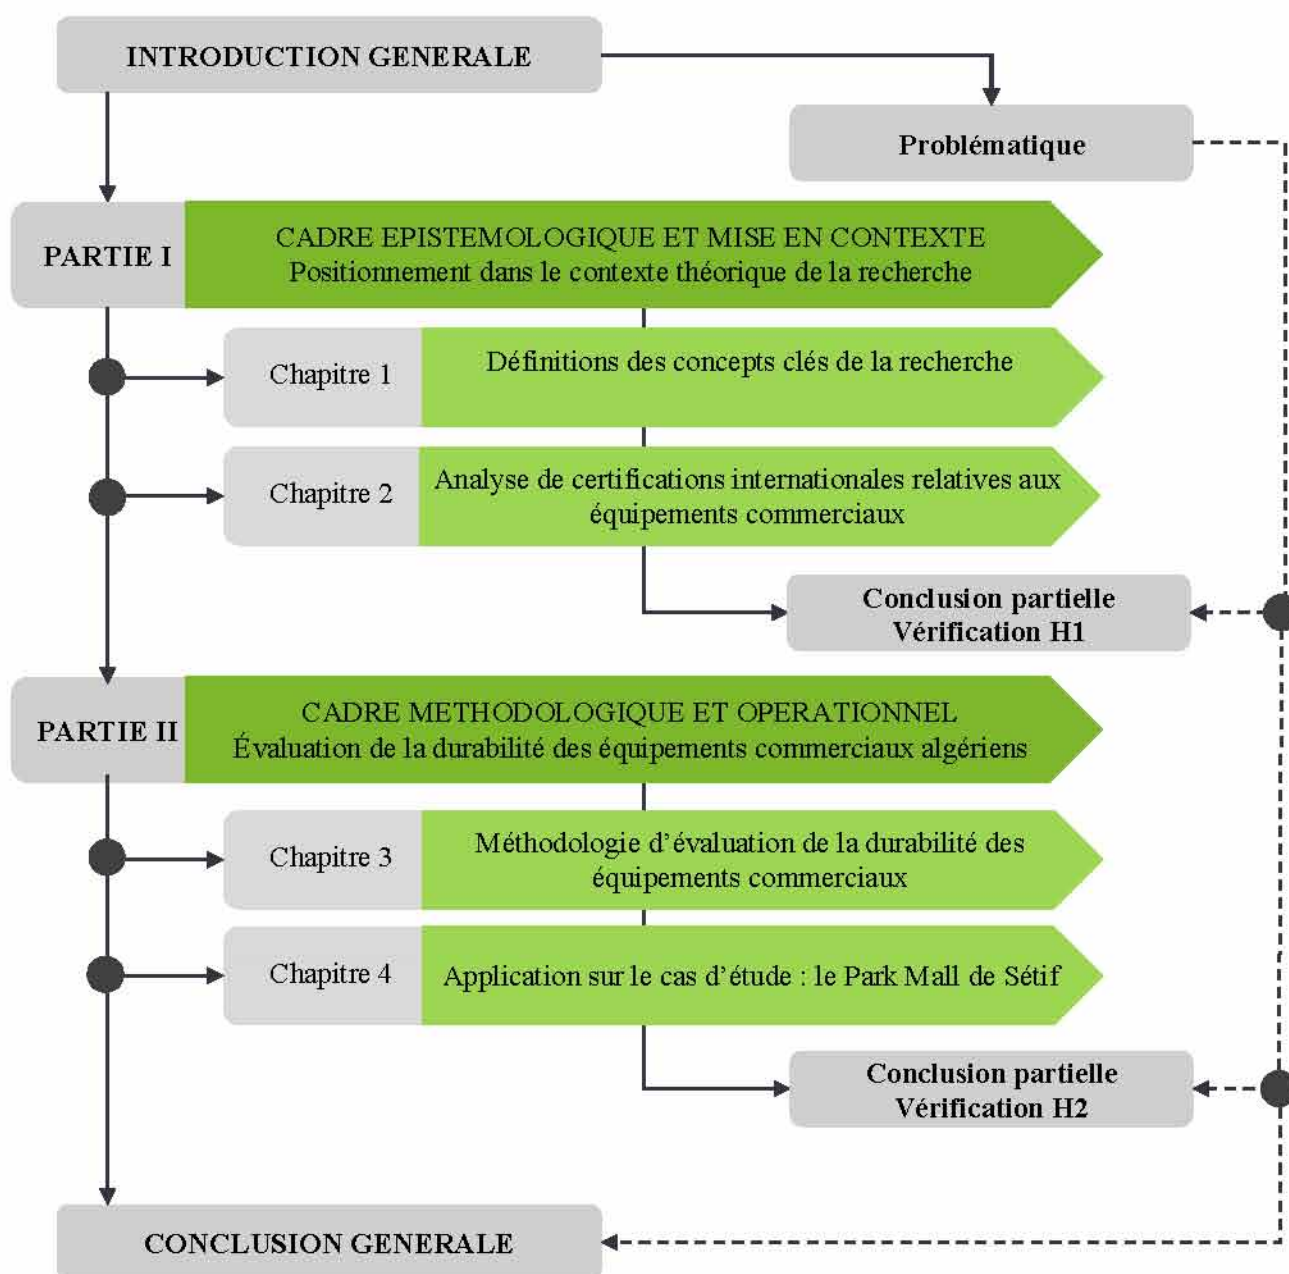 INTRODUCTION GENERALE
Problématique
PARTIE I
CADRE EPISTEMOLOGIQUE ET MISE EN CONTEXTE
Positionnement dans le contexte théorique de la recherche
Chapitre 1
Définitions des concepts clés de la recherche
Chapitre 2
Analyse de certifications internationales relatives aux
équipements commerciaux
Conclusion partielle
Vérification H1
PARTIE II
CADRE METHODOLOGIQUE ET OPERATIONNEL
Évaluation de la durabilité des équipements commerciaux algériens
Chapitre 3
Méthodologie d’évaluation de la durabilité des
équipements commerciaux
Chapitre 4
Application sur le cas d’étude : le Park Mall de Sétif
Conclusion partielle
Vérification H2
CONCLUSION GENERALE